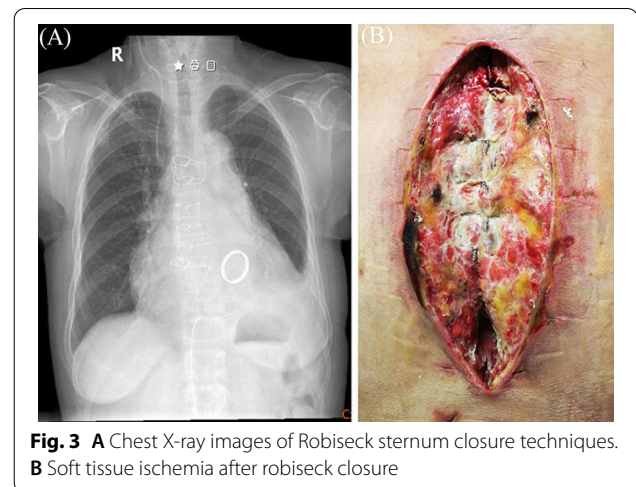 (A)
R
(B)
Fig. 3 A Chest X-ray images of Robiseck sternum closure techniques.
B Soft tissue ischemia after robiseck closure